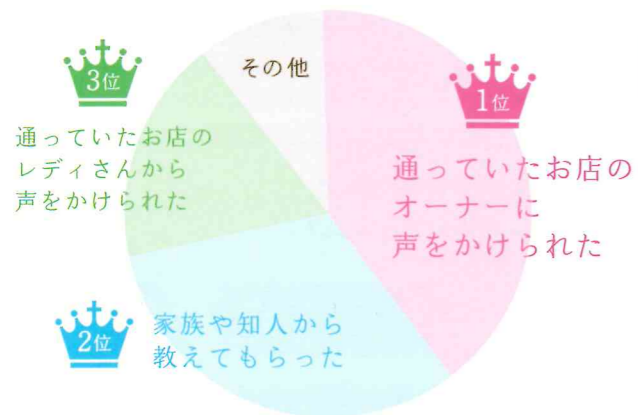 1位
通っていたお店の
オーナーに
声をかけられた
2位
家族や知人から
教えてもらった
3位
通っていたお店の
レディさんから
声をかけられた
その他